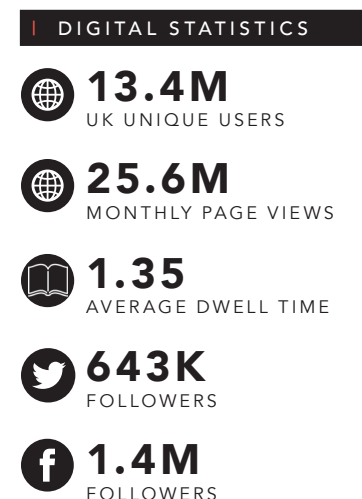 | DIGITAL STATISTICS
13.4M
UK UNIQUE USERS
25.6M
MONTHLY PAGE VIEWS
1.35
AVERAGE DWELL TIME
643K
FOLLOWERS
1.4M
FOLLOWERS